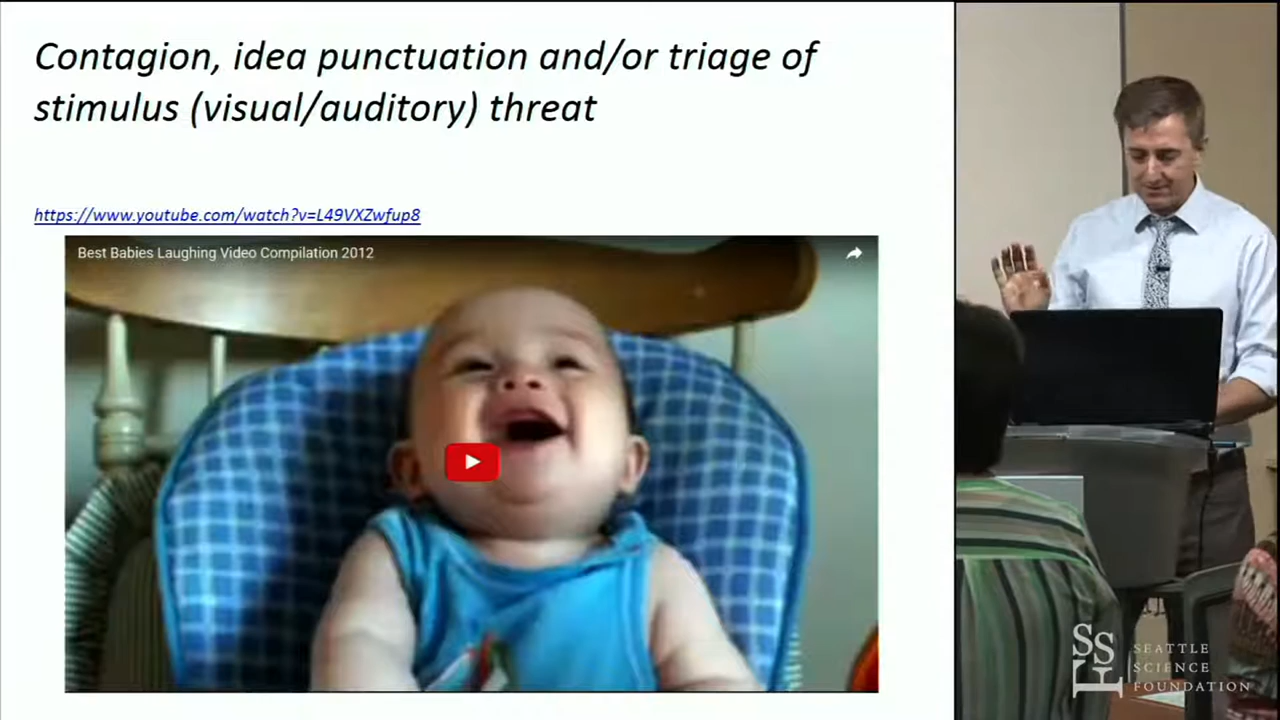 Contagion, idea punctuation and/or triage of
stimulus (visual/auditory) threat
https://www.youtube.com/watch?v=L49VXZwfup8
Best Babies Laughing Video Compilation 2012
SSF
SEATTLE
SCIENCE
FOUNDATION